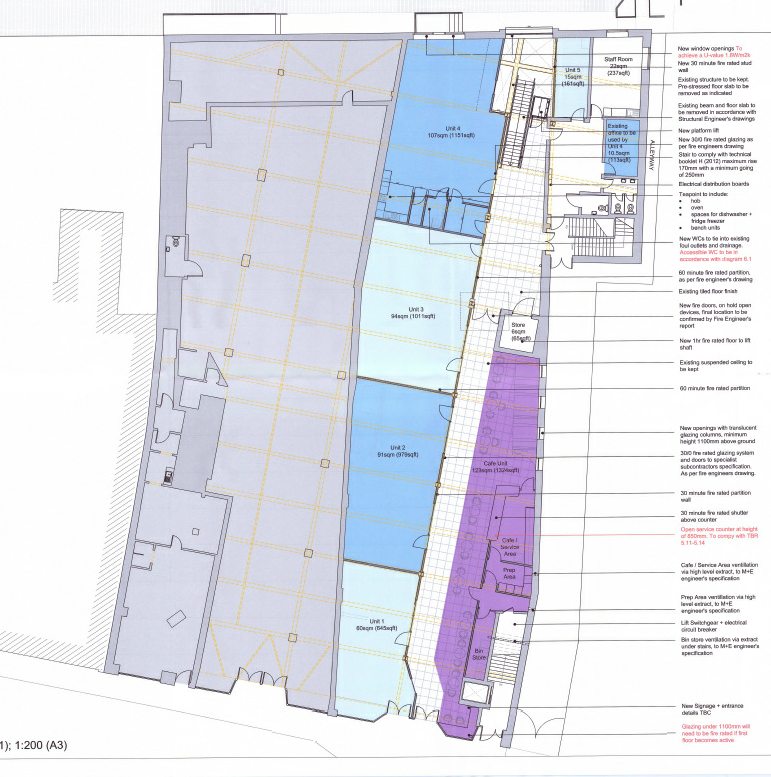 New window openings To
achieve a U-value 1.8W/m2k
New 30 minute fire rated stud
wall
Existing structure to be kept.
Pre-stressed floor slab to be
removed as indicated
Existing beam and floor slab to
be removed in accordance with
Structural Engineer's drawings
New platform lift
New 30/0 fire rated glazing as
per fire engineers drawing
Stair to comply with technical
booklet H (2012) maximum rise
170mm with a minimum going
of 250mm
Electrical distribution boards
Teapoint to include:
• hob
• oven
• spaces for dishwasher +
fridge freezer
• bench units
New WCs to tie into existing
foul outlets and drainage.
Accessible WC to be in
accordance with diagram 6.1
60 minute fire rated partition,
as per fire engineer's drawing
Existing tiled floor finish
New fire doors, on hold open
devices, final location to be
confirmed by Fire Engineer's
report
New 1hr fire rated floor to lift
shaft
Existing suspended ceiling to
be kept
60 minute fire rated partition
New openings with translucent
glazing columns, minimum
height 1100mm above ground
30/0 fire rated glazing system
and doors to specialist
subcontractors specification.
As per fire engineers drawing.
30 minute fire rated partition
wall
30 minute fire rated shutter
above counter
Open service counter at height
of 850mm. To compy with TBR
5.11-5.14
Cafe / Service Area ventilation
via high level extract, to M+E
engineer's specification
Prep Area ventilation via high
level extract, to M+E
engineer's specification
Lift Switchgear + electrical
circuit breaker
Bin store ventilation via extract
under stairs, to M+E engineer's
specification
New Signage + entrance
details TBC
Glazing under 1100mm will
need to be fire rated if first
floor becomes active
Unit 5
15sqm
(161sqft)
Staff Room
22sqm
(237sqft)
Unit 4
107sqm (1151sqft)
Existing
office to be
used by
Unit 4
10.5sqm
(113sqft)
ALLEYWAY
Unit 3
94sqm (1011sqft)
Store
6sqm
(65sqft)
Unit 2
91sqm (979sqft)
Cafe Unit
123sqm (1324sqft)
Cafe /
Service
Area
Prep
Area
Unit 1
60sqm (645sqft)
Bin
Store
1); 1:200 (A3)